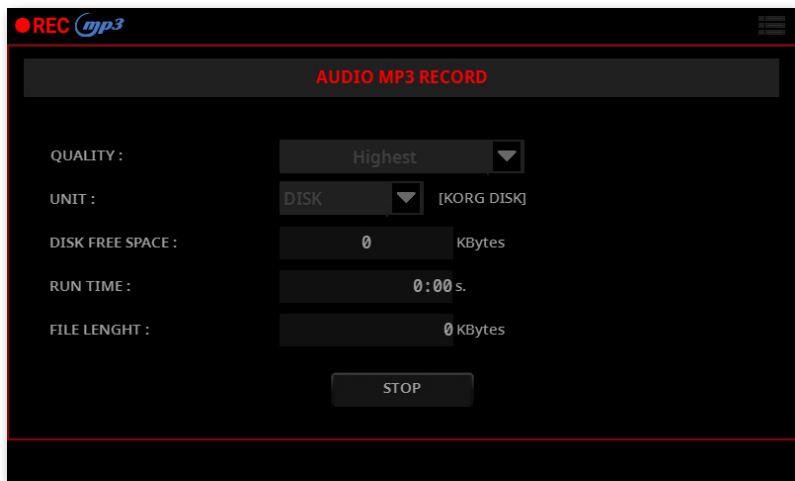 REC mp3
AUDIO MP3 RECORD
QUALITY : Highest
UNIT : DISK [KORG DISK]
DISK FREE SPACE : 0 KBytes
RUN TIME : 0:00 s.
FILE LENGHT : 0 KBytes
STOP